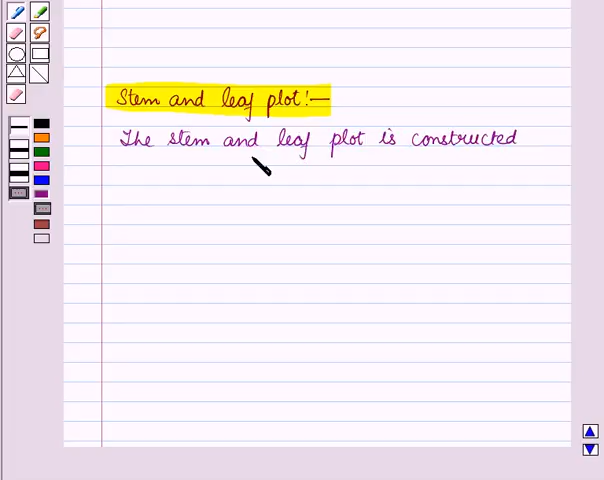 Stem and leaf plot:—
The stem and leaf plot is constructed